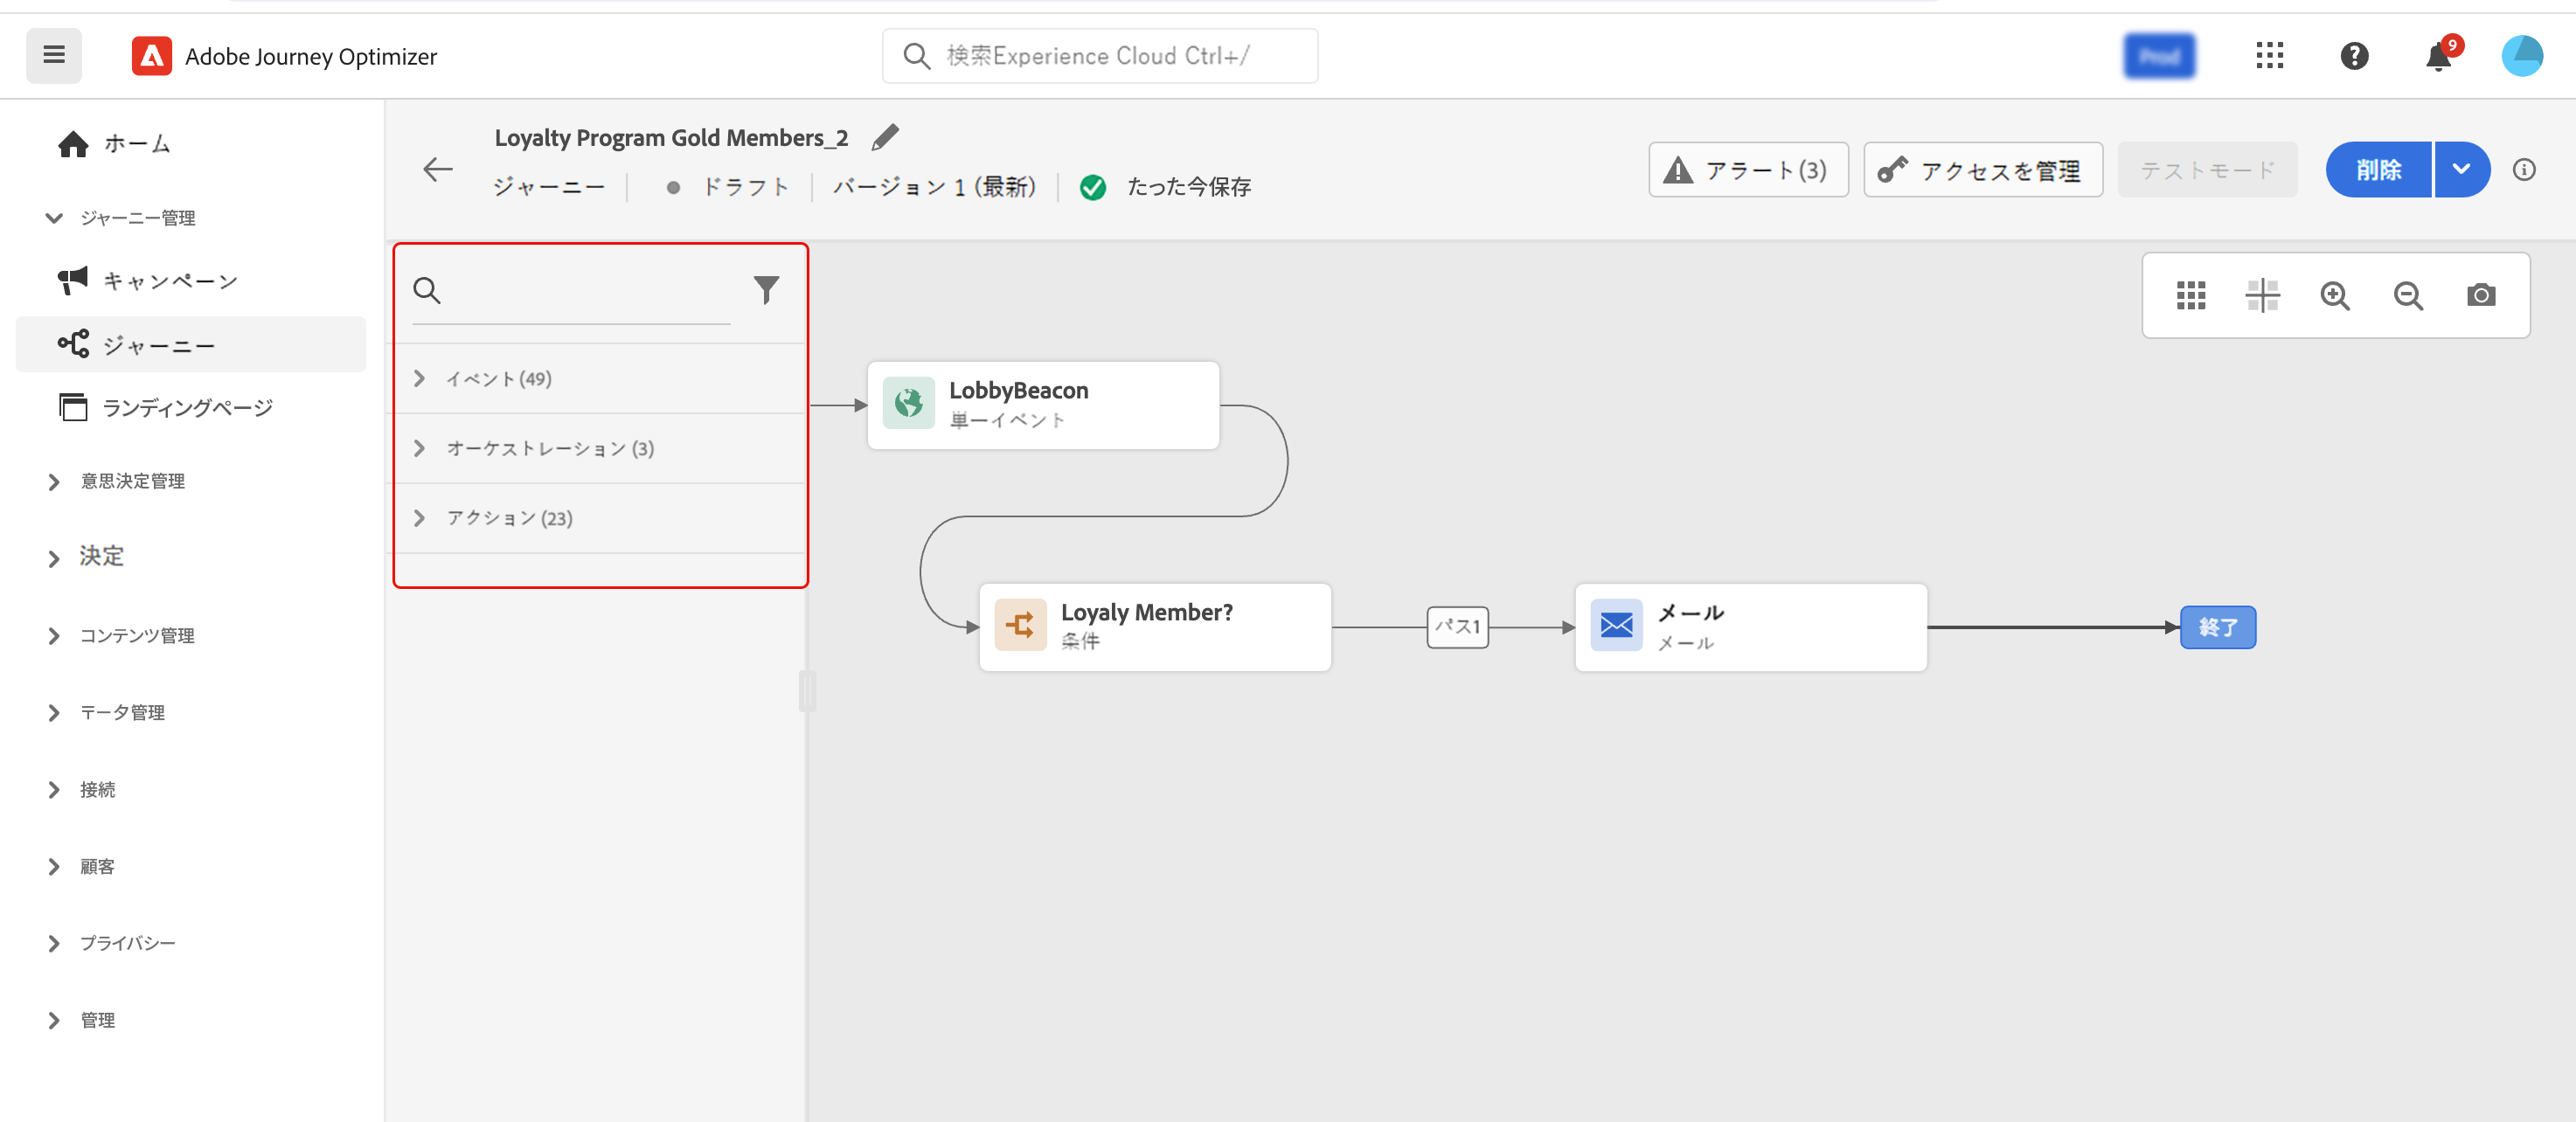 Adobe Journey Optimizer
検索Experience Cloud Ctrl+/
Prod
9
ホーム
ジャーニー管理
キャンペーン
ジャーニー
ランディングページ
意思決定管理
決定
コンテンツ管理
データ管理
接続
顧客
プライバシー
管理
Loyalty Program Gold Members_2
ジャーニー
ドラフト
バージョン 1 (最新)
たった今保存
アラート(3)
アクセスを管理
テストモード
削除
イベント(49)
オーケストレーション (3)
アクション (23)
LobbyBeacon
単一イベント
Loyaly Member?
条件
パス1
メール
メール
終了